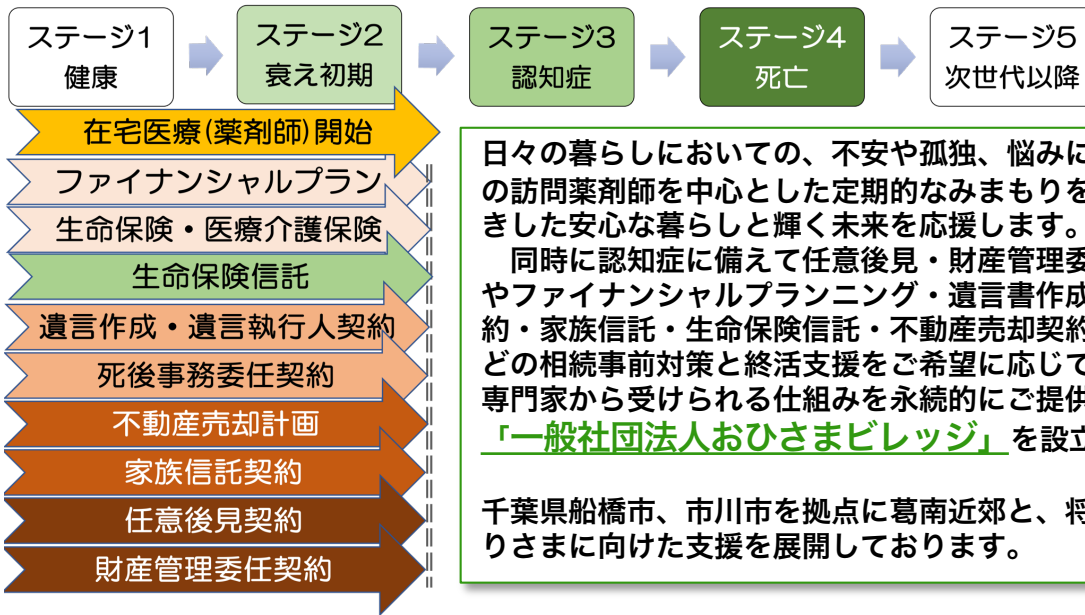 ステージ1
健康
ステージ2
衰え初期
ステージ3
認知症
ステージ4
死亡
ステージ5
次世代以降
在宅医療(薬剤師)開始
ファイナンシャルプラン
生命保険・医療介護保険
生命保険信託
遺言作成・遺言執行人契約
死後事務委任契約
不動産売却計画
家族信託契約
任意後見契約
財産管理委任契約
日々の暮らしにおいての、不安や孤独、悩みに
の訪問薬剤師を中心とした定期的なみまもりを
きした安心な暮らしと輝く未来を応援します。
同時に認知症に備えて任意後見・財産管理委
やファイナンシャルプランニング・遺言書作成
約・家族信託・生命保険信託・不動産売却契約
どの相続事前対策と終活支援をご希望に応じて
専門家から受けられる仕組みを永続的にご提供
「一般社団法人おひさまビレッジ」を設立
千葉県船橋市、市川市を拠点に葛南近郊と、将
りさまに向けた支援を展開しております。